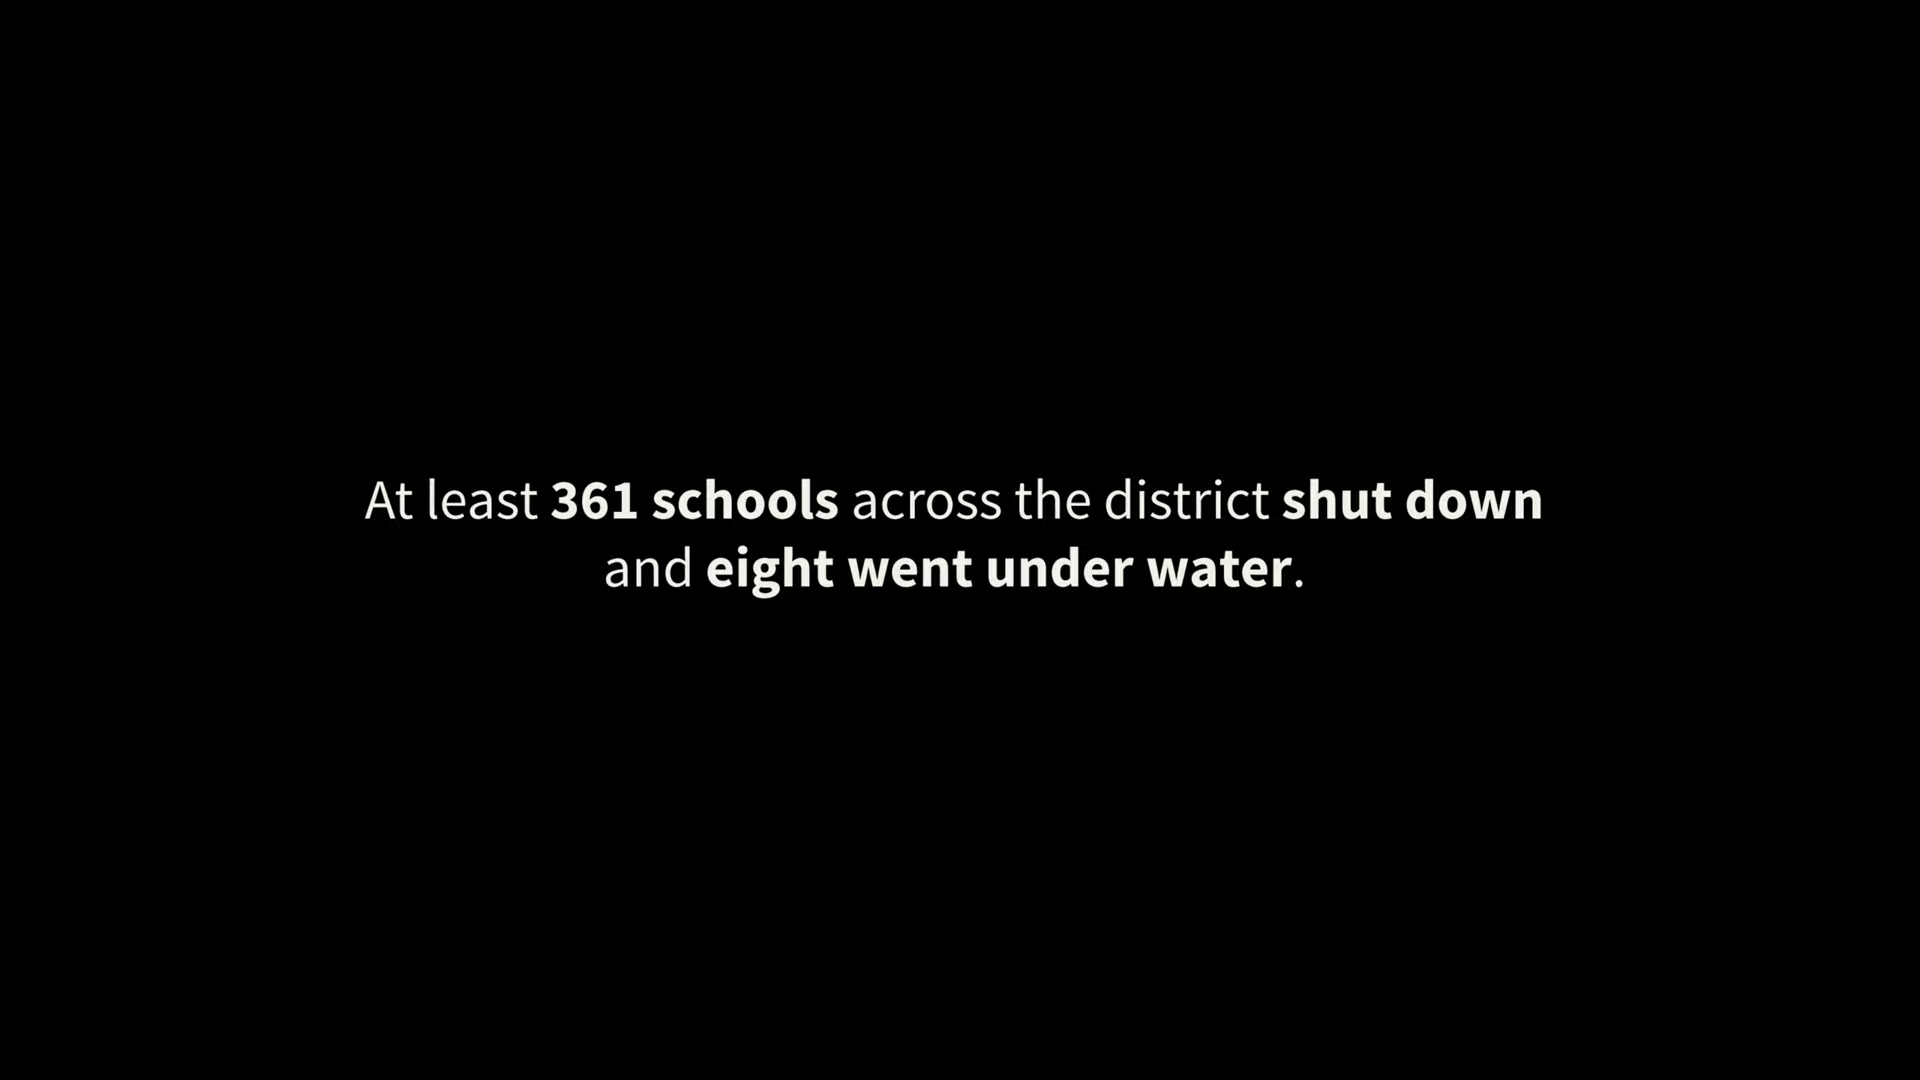 At least 361 schools across the district shut down
and eight went under water.